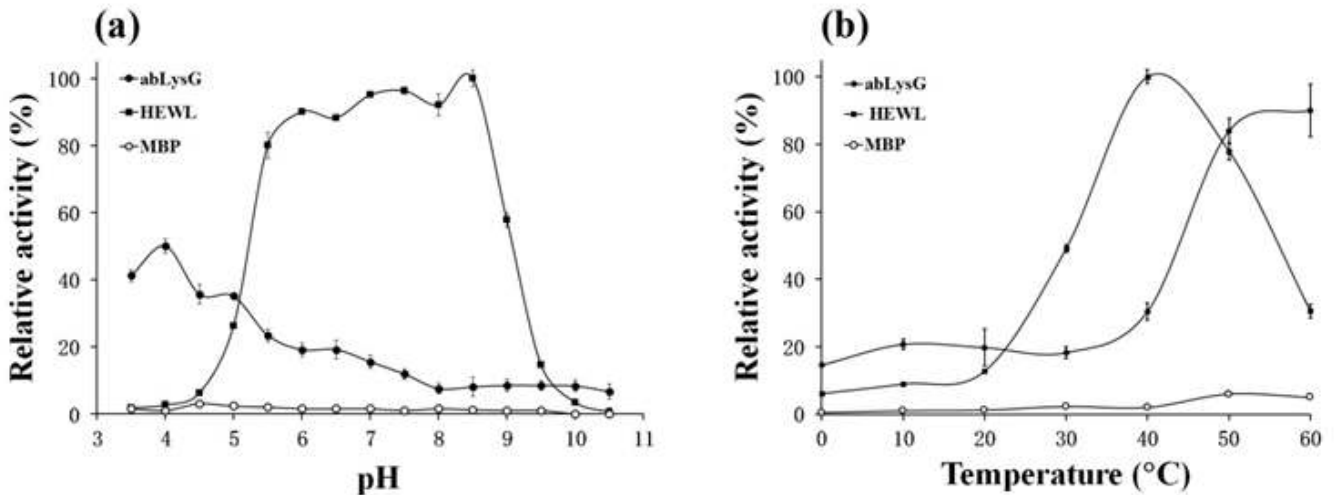 (a)
Relative activity (%)
100
80
60
40
20
0
abLysG
HEWL
MBP
3 4 5 6 7 8 9 10 11
pH
(b)
Relative activity (%)
100
80
60
40
20
0
abLysG
HEWL
MBP
0 10 20 30 40 50 60
Temperature (°C)